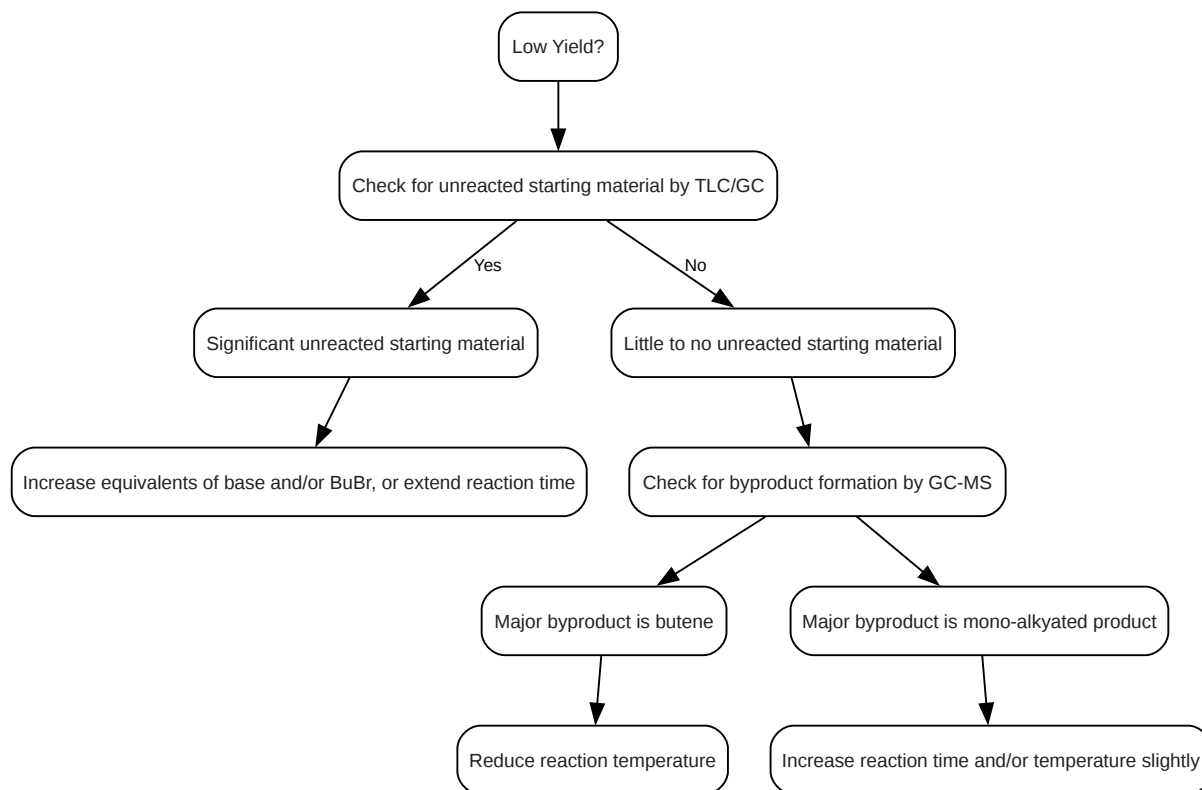 Low Yield?
Check for unreacted starting material by TLC/GC
Yes
No
Significant unreacted starting material
Little to no unreacted starting material
Increase equivalents of base and/or BuBr, or extend reaction time
Check for byproduct formation by GC-MS
Major byproduct is butene
Major byproduct is mono-alkyated product
Reduce reaction temperature
Increase reaction time and/or temperature slightly